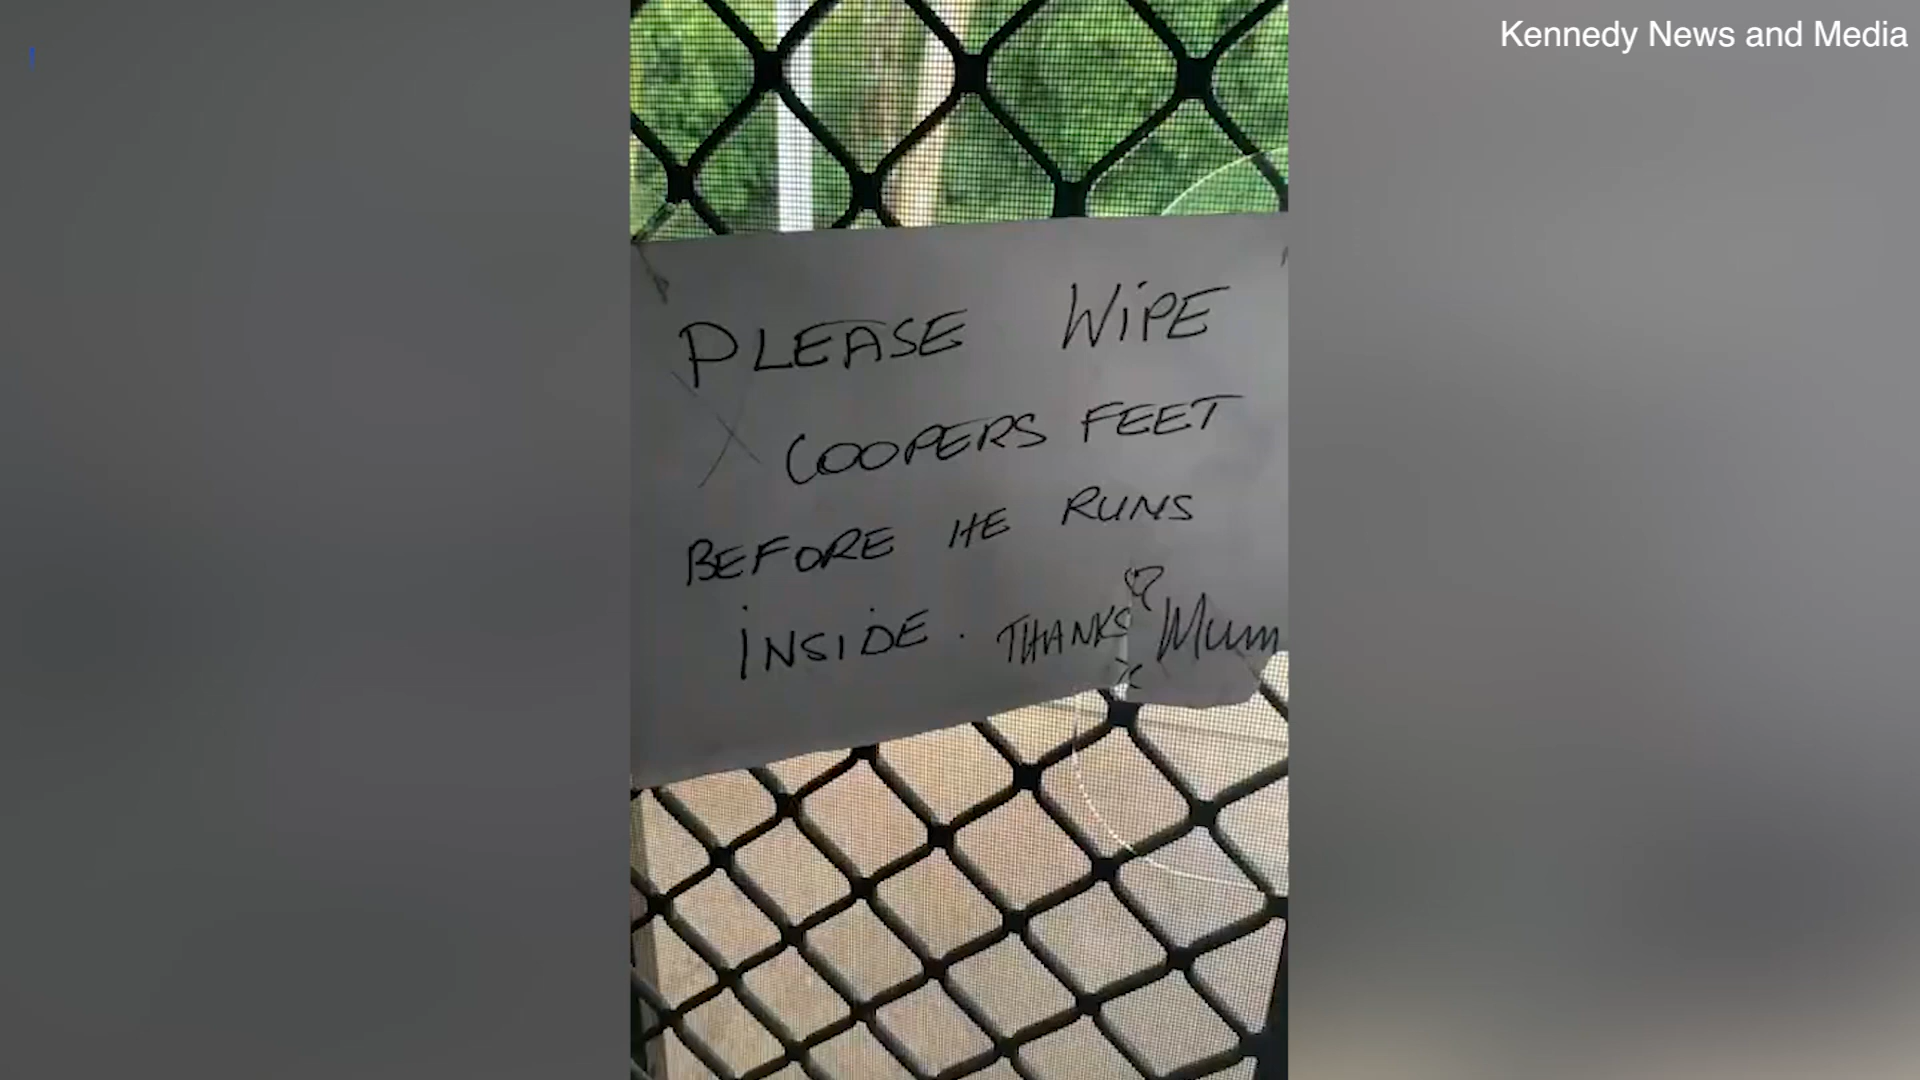 Kennedy News and Media
PLEASE WiPE
COOPERS FEET
BEFORE HE RUNS
iNSiDE. THANKS Mum